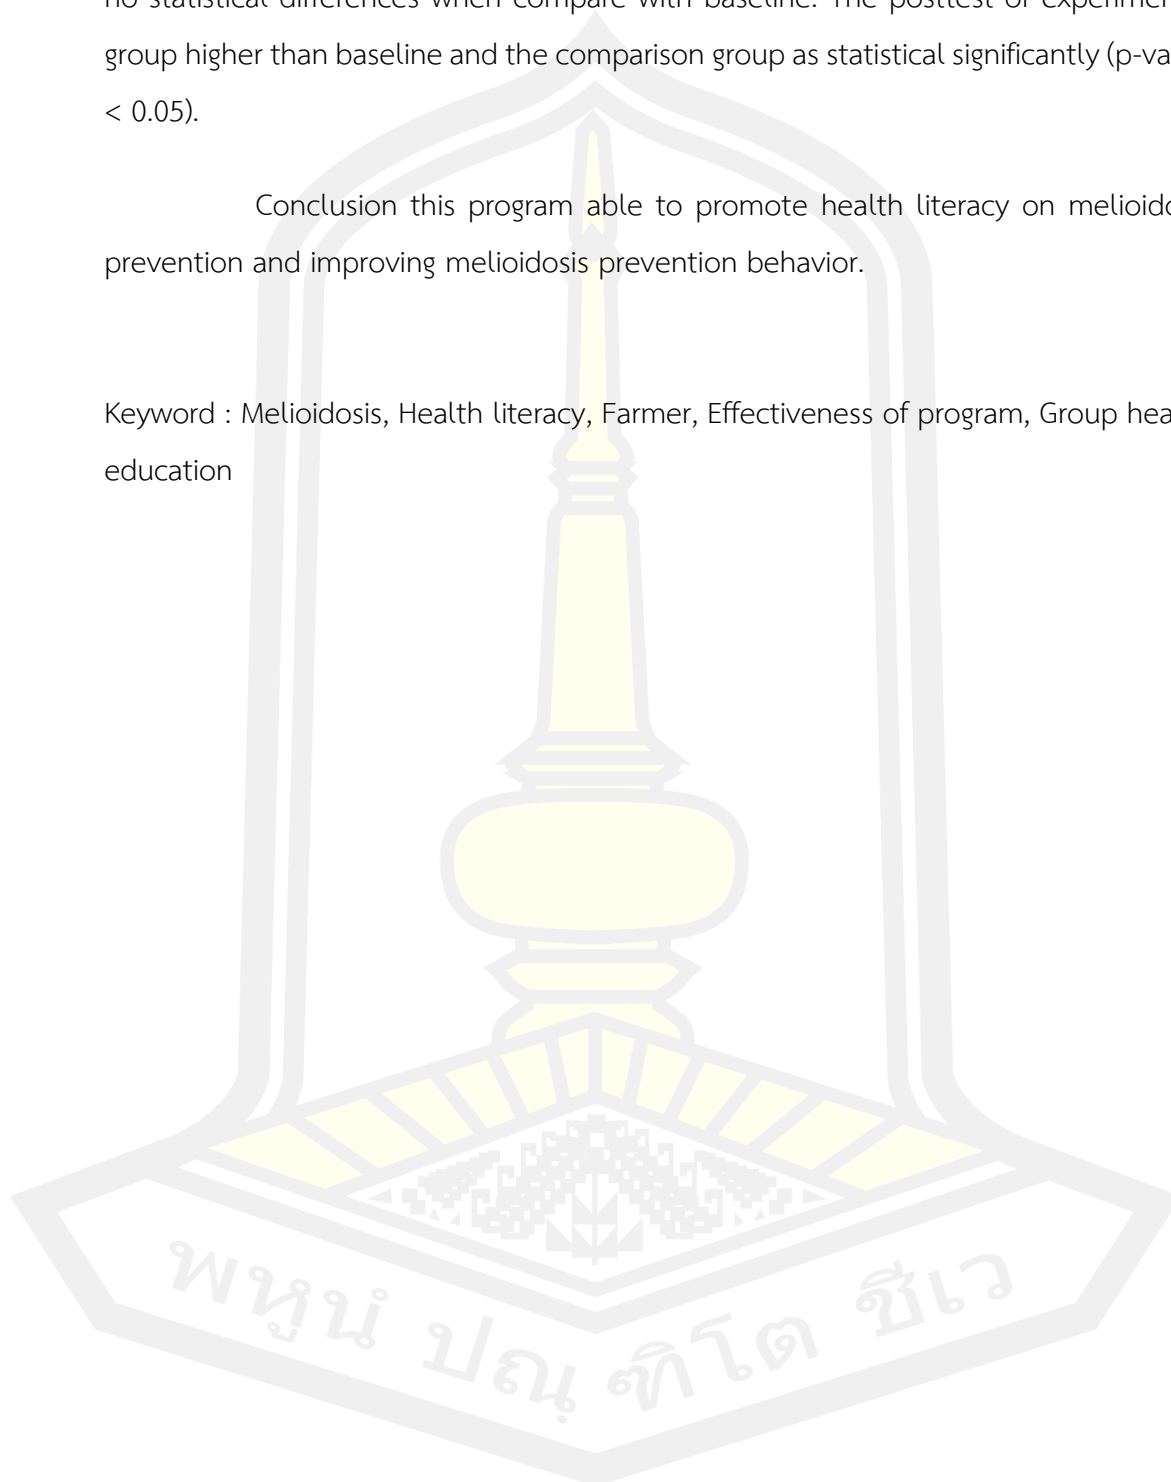 no statistical differences when compare with baseline. The posttest of experimen
group higher than baseline and the comparison group as statistical significantly (p-va
< 0.05).
Conclusion this program able to promote health literacy on melioido
prevention and improving melioidosis prevention behavior.
Keyword : Melioidosis, Health literacy, Farmer, Effectiveness of program, Group hea
education
พหูนํ ปณฺฑิโต ชีเว